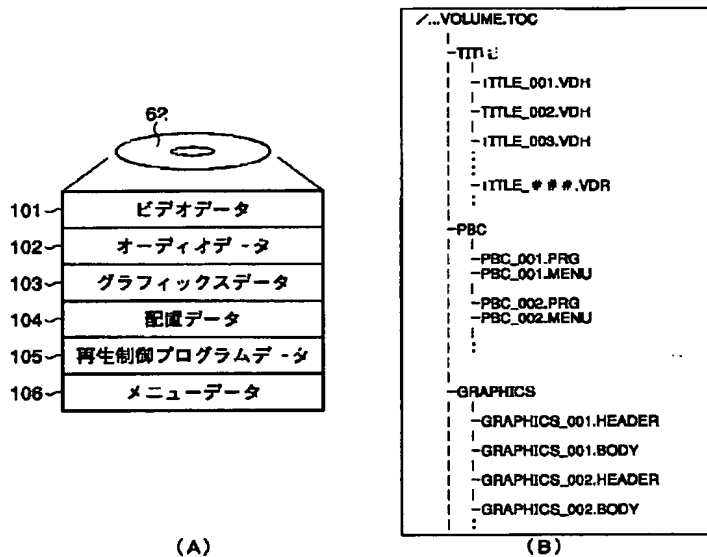 62
101
ビデオデータ
102
オーディオデータ
103
グラフィックスデータ
104
配置データ
105
再生制御プログラムデータ
106
メニューデータ
(A)
/...VOLUME.TOC
TITLE
TITLE_001.VDR
TITLE_002.VDR
TITLE_003.VDR
TITLE_###.VDR
PBC
PBC_001.PRG
PBC_001.MENU
PBC_002.PRG
PBC_002.MENU
GRAPHICS
GRAPHICS_001.HEADER
GRAPHICS_001.BODY
GRAPHICS_002.HEADER
GRAPHICS_002.BODY
(B)